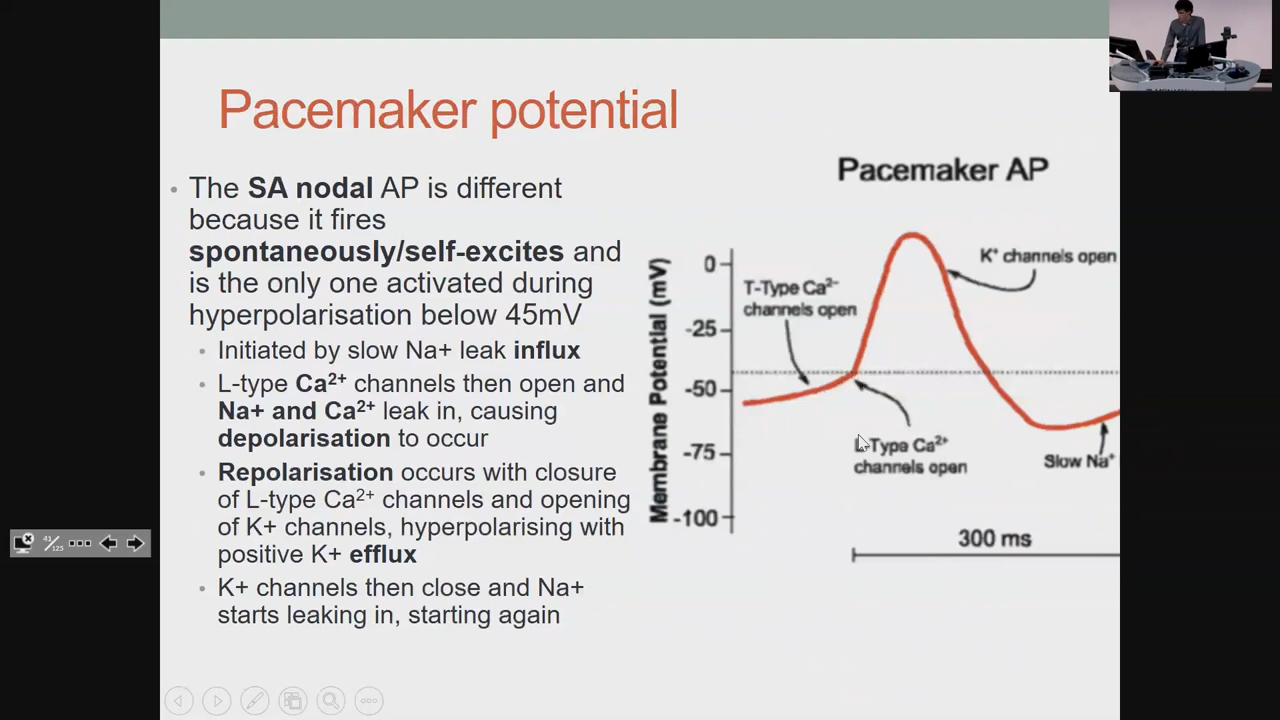 Pacemaker potential
• The SA nodal AP is different
because it fires
spontaneously/self-excites and
is the only one activated during
hyperpolarisation below 45mV
• Initiated by slow Na+ leak influx
• L-type Ca²⁺ channels then open and
Na+ and Ca²⁺ leak in, causing
depolarisation to occur
• Repolarisation occurs with closure
of L-type Ca²⁺ channels and opening
of K+ channels, hyperpolarising with
positive K+ efflux
• K+ channels then close and Na+
starts leaking in, starting again
Pacemaker AP
Membrane Potential (mV)
0
-25
-50
-75
-100
T-Type Ca²⁻
channels open
K⁺ channels open
L-Type Ca²⁺
channels open
Slow Na⁺
300 ms
41/125